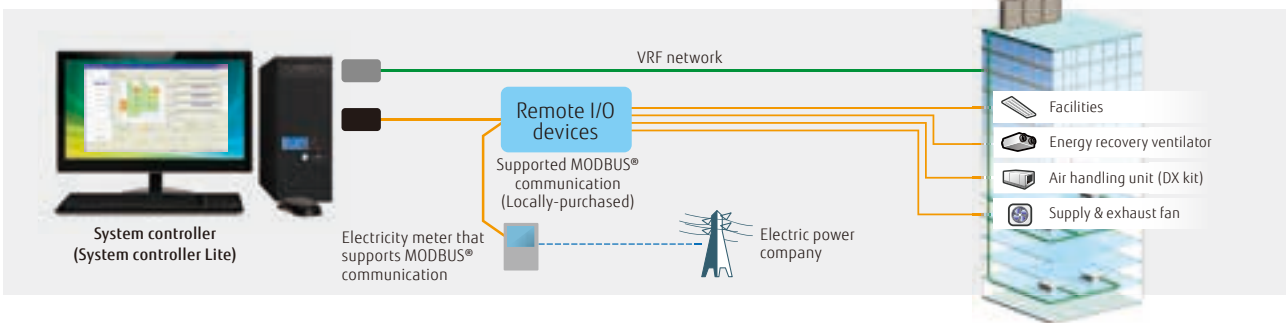 VRF network
Remote I/O
devices
Supported MODBUS®
communication
(Locally-purchased)
System controller
(System controller Lite)
Electricity meter that
supports MODBUS®
communication
Electric power
company
Facilities
Energy recovery ventilator
Air handling unit (DX kit)
Supply & exhaust fan